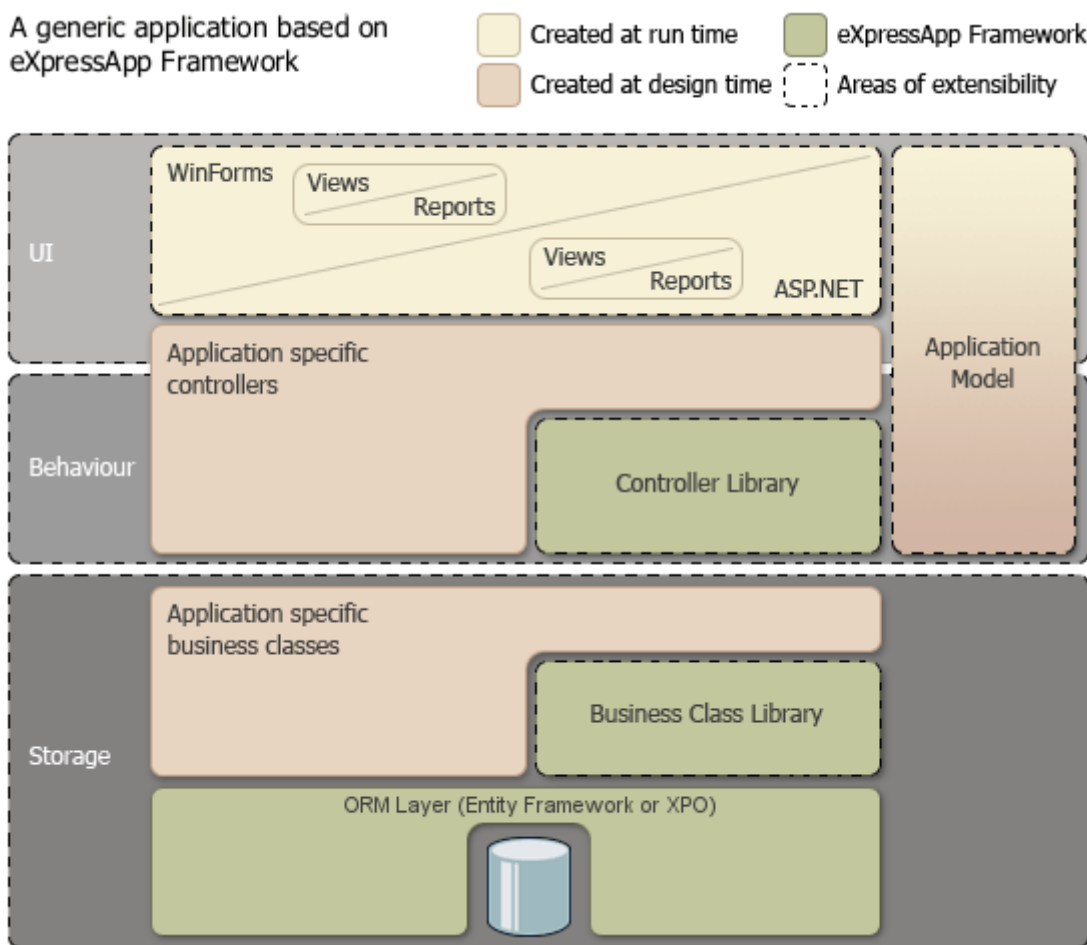 A generic application based on
eXpressApp Framework
Created at run time
eXpressApp Framework
Created at design time
Areas of extensibility
UI
WinForms
Views
Reports
Views
Reports
ASP.NET
Application
Model
Application specific
controllers
Behaviour
Controller Library
Storage
Application specific
business classes
Business Class Library
ORM Layer (Entity Framework or XPO)